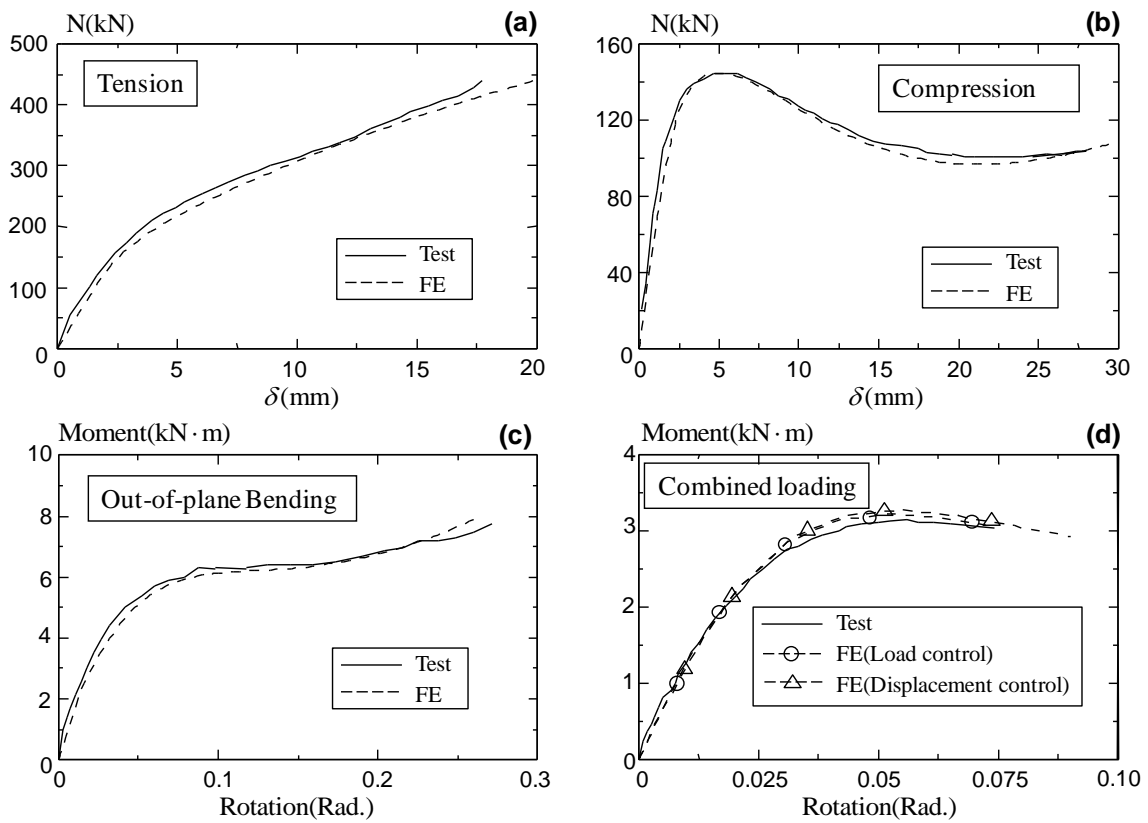 N(kN)
(a)
500
400
300
200
100
0
Tension
Test
FE
0
5
10
15
20
δ(mm)
N(kN)
(b)
160
120
80
40
0
Compression
Test
FE
0
5
10
15
20
25
30
δ(mm)
Moment(kN·m)
(c)
10
8
6
4
2
0
Out-of-plane Bending
Test
FE
0
0.1
0.2
0.3
Rotation(Rad.)
Moment(kN·m)
(d)
4
3
2
1
0
Combined loading
Test
FE(Load control)
FE(Displacement control)
0
0.025
0.05
0.075
0.10
Rotation(Rad.)